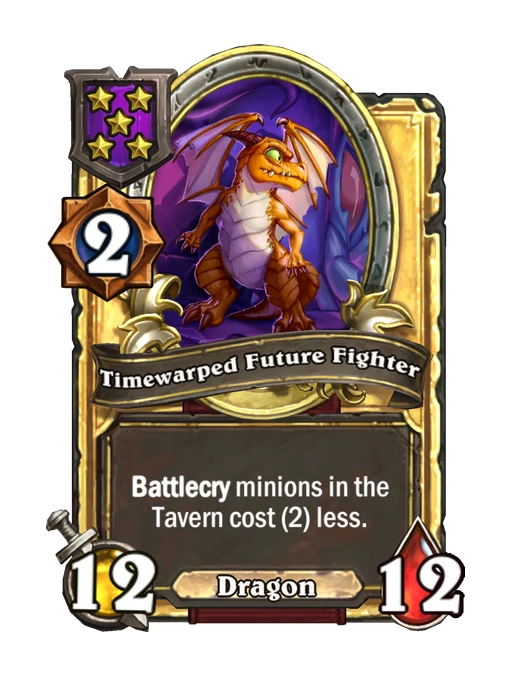 2
Timewarped Future Fighter
Battlecry minions in the
Tavern cost (2) less.
12
Dragon
12